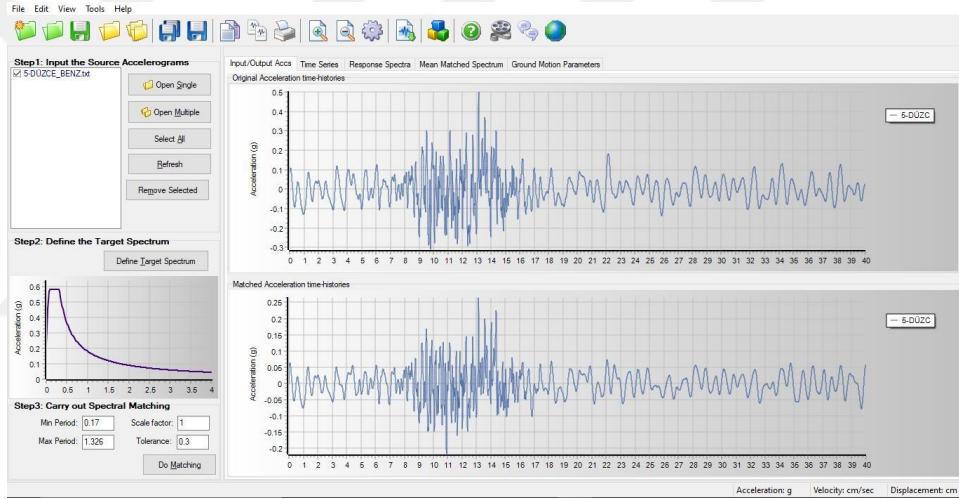 File Edit View Tools Help
Step1: Input the Source Accelerograms
5-DÜZCE_BENZ.txt
Open Single
Open Multiple
Select All
Refresh
Remove Selected
Step2: Define the Target Spectrum
Define Target Spectrum
Acceleration (g)
0.6
0.5
0.4
0.3
0.2
0.1
0
0 0.5 1 1.5 2 2.5 3 3.5 4
Step3: Carry out Spectral Matching
Min Period: 0.17 Scale factor: 1
Max Period: 1.326 Tolerance: 0.3
Do Matching
Input/Output Accs Time Series Response Spectra Mean Matched Spectrum Ground Motion Parameters
Original Acceleration time-histories
Acceleration (g)
0.5
0.4
0.3
0.2
0.1
0
-0.1
-0.2
-0.3
0 1 2 3 4 5 6 7 8 9 10 11 12 13 14 15 16 17 18 19 20 21 22 23 24 25 26 27 28 29 30 31 32 33 34 35 36 37 38 39 40
5-DÜZC
Matched Acceleration time-histories
Acceleration (g)
0.25
0.2
0.15
0.1
0.05
0
-0.05
-0.1
-0.15
-0.2
0 1 2 3 4 5 6 7 8 9 10 11 12 13 14 15 16 17 18 19 20 21 22 23 24 25 26 27 28 29 30 31 32 33 34 35 36 37 38 39 40
5-DÜZC
Acceleration: g Velocity: cm/sec Displacement: cm